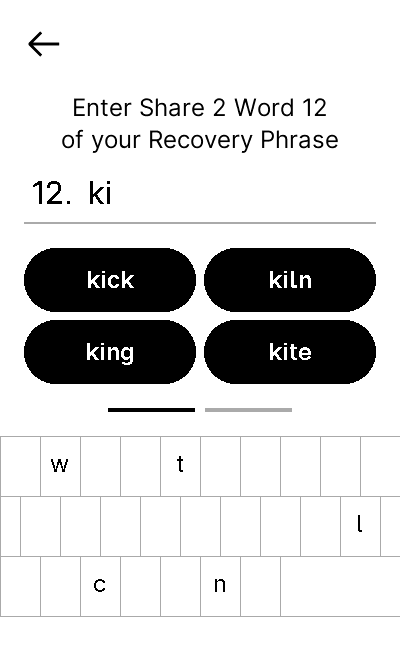 Enter Share 2 Word 12
of your Recovery Phrase
12. ki
kick kiln
king kite
w t
l
c n